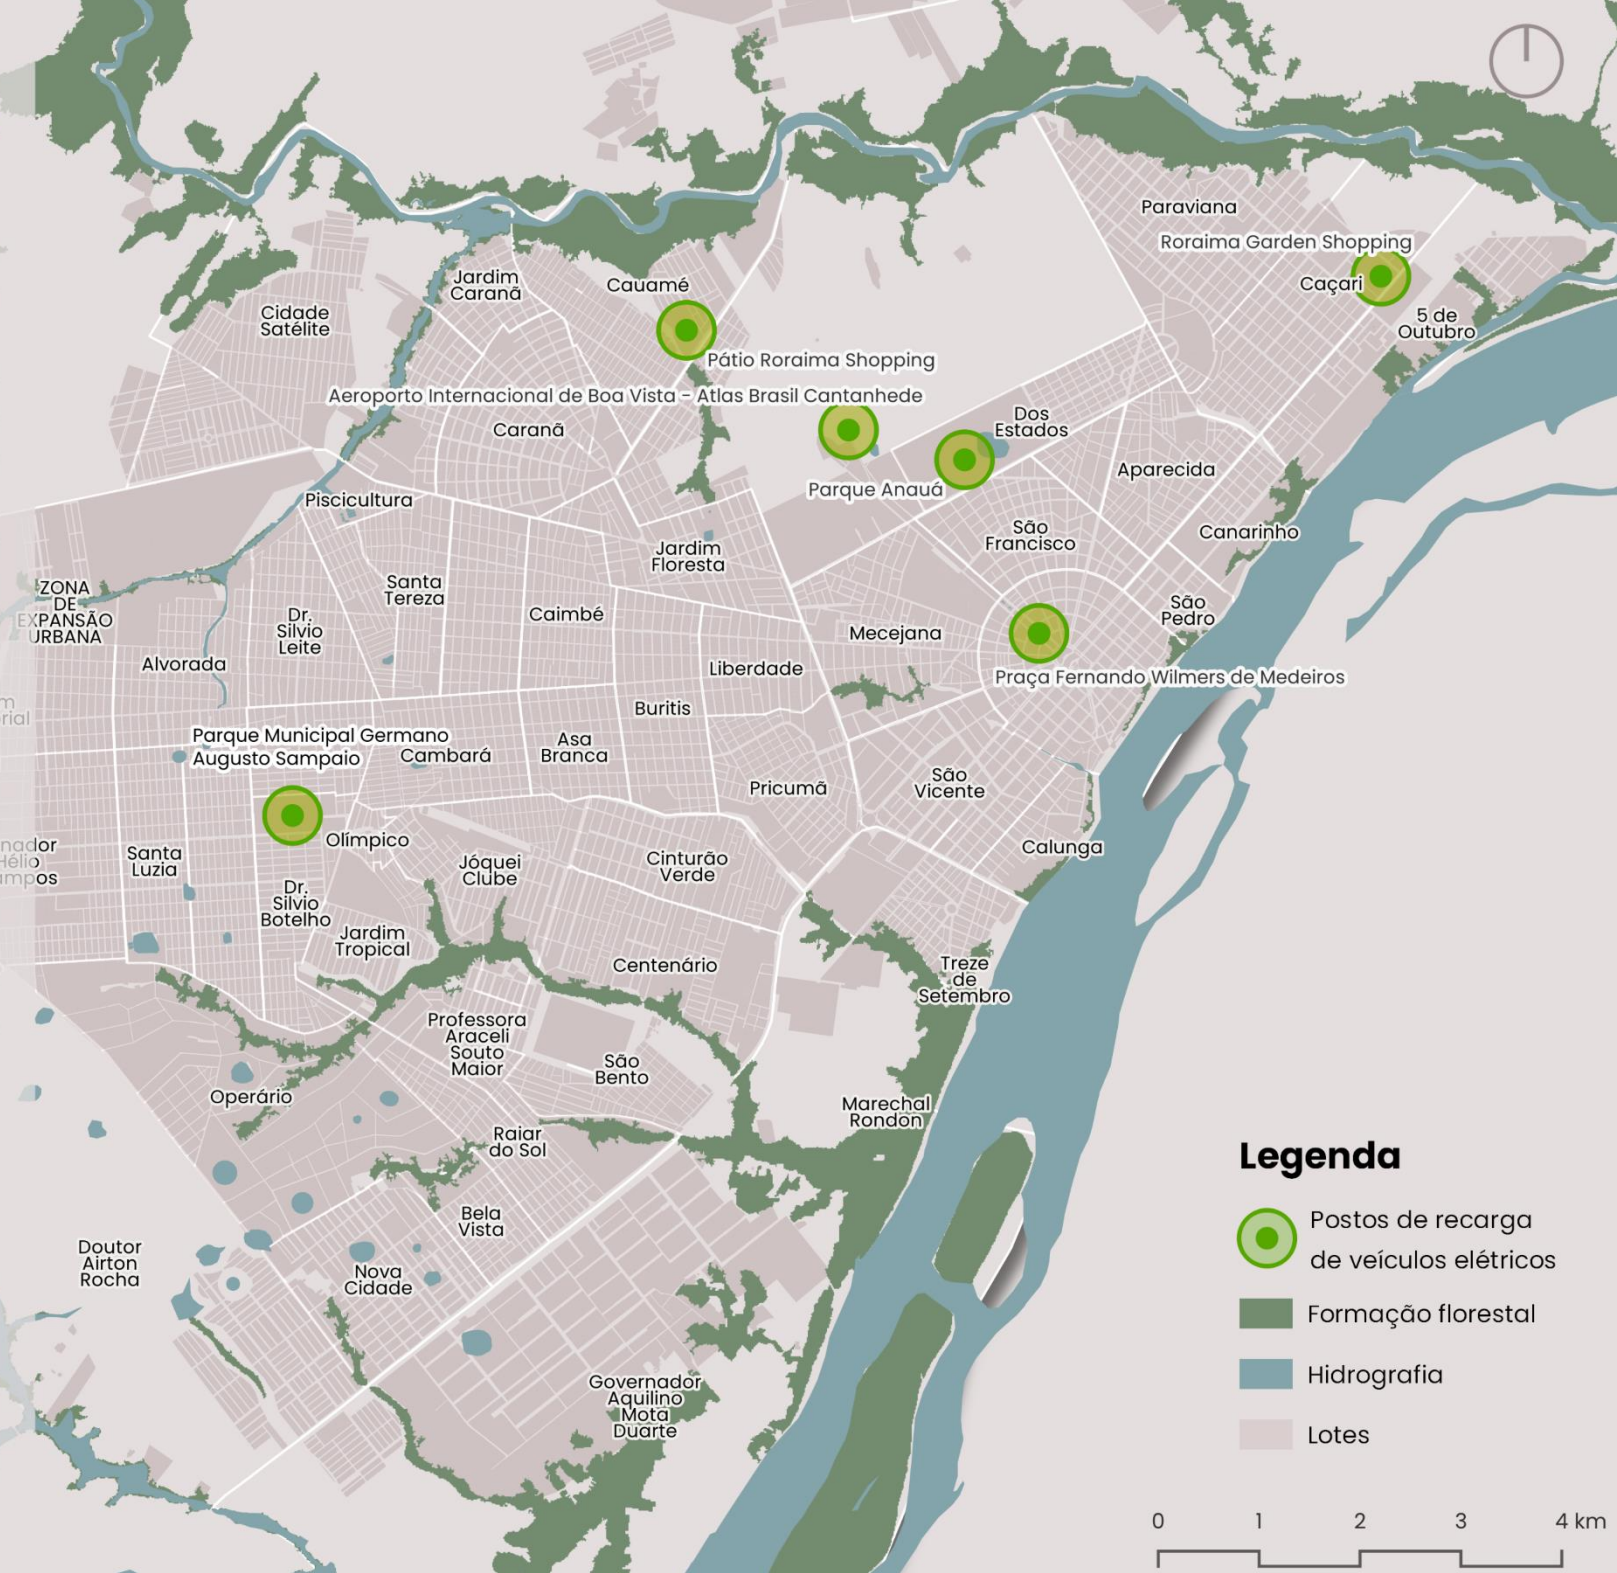 Paraviana
Roraima Garden Shopping
Caçari
5 de
Outubro
Jardim
Caranã
Cauamé
Cidade
Satélite
Pátio Roraima Shopping
Aeroporto Internacional de Boa Vista - Atlas Brasil Cantanhede
Caranã
Dos
Estados
Aparecida
Parque Anauá
Piscicultura
São
Francisco
Canarinho
Jardim
Floresta
ZONA
DE
EXPANSÃO
URBANA
Santa
Tereza
Dr.
Silvio
Leite
Caimbé
Mecejana
São
Pedro
Alvorada
Liberdade
Praça Fernando Wilmers de Medeiros
Buritis
Parque Municipal Germano
Augusto Sampaio
Cambará
Asa
Branca
Pricumã
São
Vicente
Olímpico
Calunga
nador
Hélio
mpos
Santa
Luzia
Jóquei
Clube
Cinturão
Verde
Dr.
Silvio
Botelho
Jardim
Tropical
Centenário
Treze
de
Setembro
Professora
Araceli
Souto
Maior
São
Bento
Operário
Marechal
Rondon
Raiar
do Sol
Bela
Vista
Doutor
Airton
Rocha
Nova
Cidade
Governador
Aquilino
Mota
Duarte
Legenda
Postos de recarga
de veículos elétricos
Formação florestal
Hidrografia
Lotes
0 1 2 3 4 km